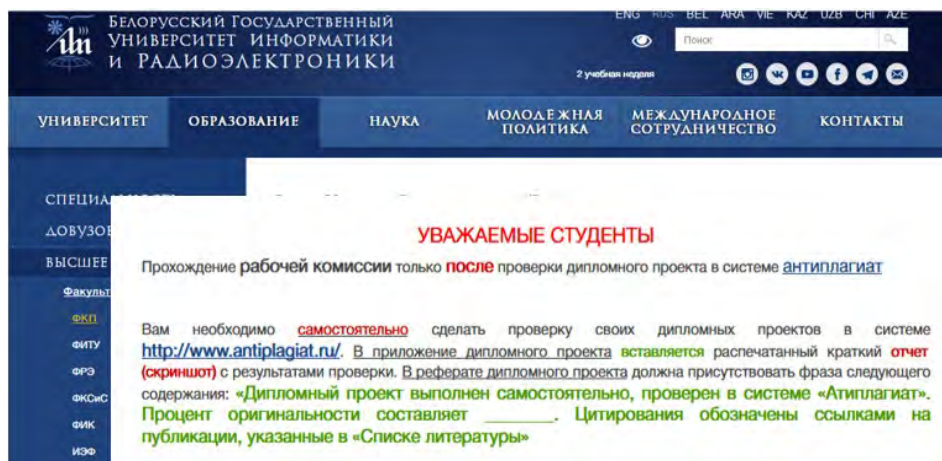 БЕЛОРУССКИЙ ГОСУДАРСТВЕННЫЙ
УНИВЕРСИТЕТ ИНФОРМАТИКИ
И РАДИОЭЛЕКТРОНИКИ
ENG RUS BEL ARA VIE KAZ UZB CHI AZE
Поиск
2 учебная неделя
УНИВЕРСИТЕТ ОБРАЗОВАНИЕ НАУКА МОЛОДЁЖНАЯ ПОЛИТИКА МЕЖДУНАРОДНОЕ СОТРУДНИЧЕСТВО КОНТАКТЫ
ВЫСШЕЕ
ФКП
ФИТУ
ФРЭ
ФКСиС
ФИК
ИЭФ
УВАЖАЕМЫЕ СТУДЕНТЫ
Прохождение рабочей комиссии только после проверки дипломного проекта в системе антиплагиат
Вам необходимо самостоятельно сделать проверку своих дипломных проектов в системе
http://www.antiplagiat.ru/. В приложение дипломного проекта вставляется распечатанный краткий отчет
(скриншот) с результатами проверки. В реферате дипломного проекта должна присутствовать фраза следующего
содержания: «Дипломный проект выполнен самостоятельно, проверен в системе «Атиплагиат».
Процент оригинальности составляет _______. Цитирования обозначены ссылками на
публикации, указанные в «Списке литературы»